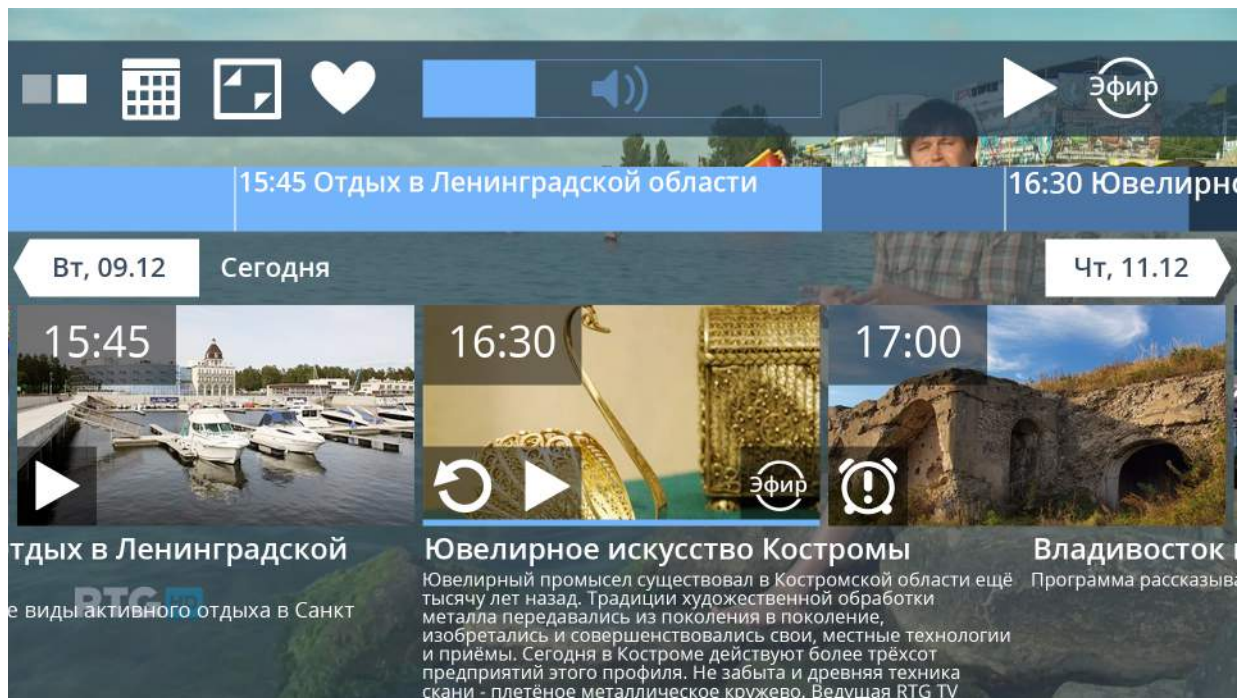 Эфир
15:45 Отдых в Ленинградской области
16:30 Ювелирно
Вт, 09.12
Сегодня
Чт, 11.12
15:45
16:30
17:00
Эфир
тдых в Ленинградской
Ювелирное искусство Костромы
Владивосток
е виды активного отдыха в Санкт
RTG HD
Ювелирный промысел существовал в Костромской области ещё
тысячу лет назад. Традиции художественной обработки
металла передавались из поколения в поколение,
изобретались и совершенствовались свои, местные технологии
и приёмы. Сегодня в Костроме действуют более трёхсот
предприятий этого профиля. Не забыта и древняя техника
скани - плетёное металлическое кружево. Ведущая RTG TV
Программа рассказыва